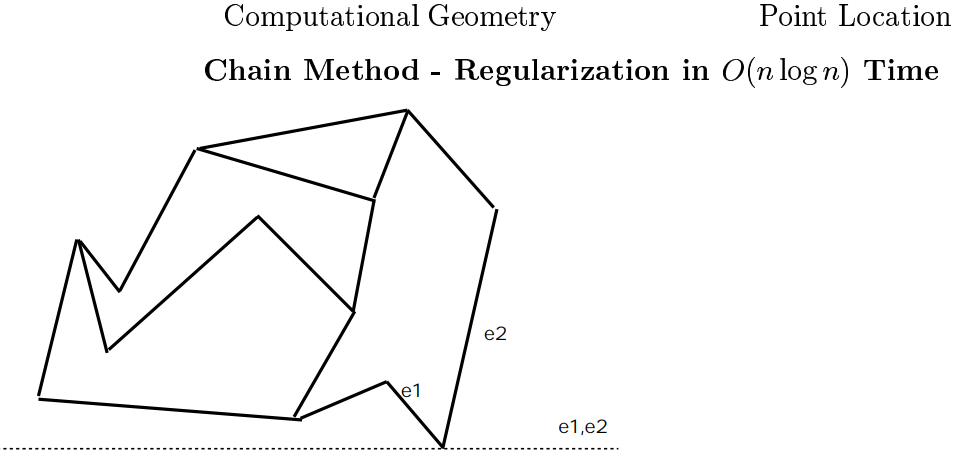 Computational Geometry Point Location
Chain Method - Regularization in O(n log n) Time
e2
e1
e1,e2